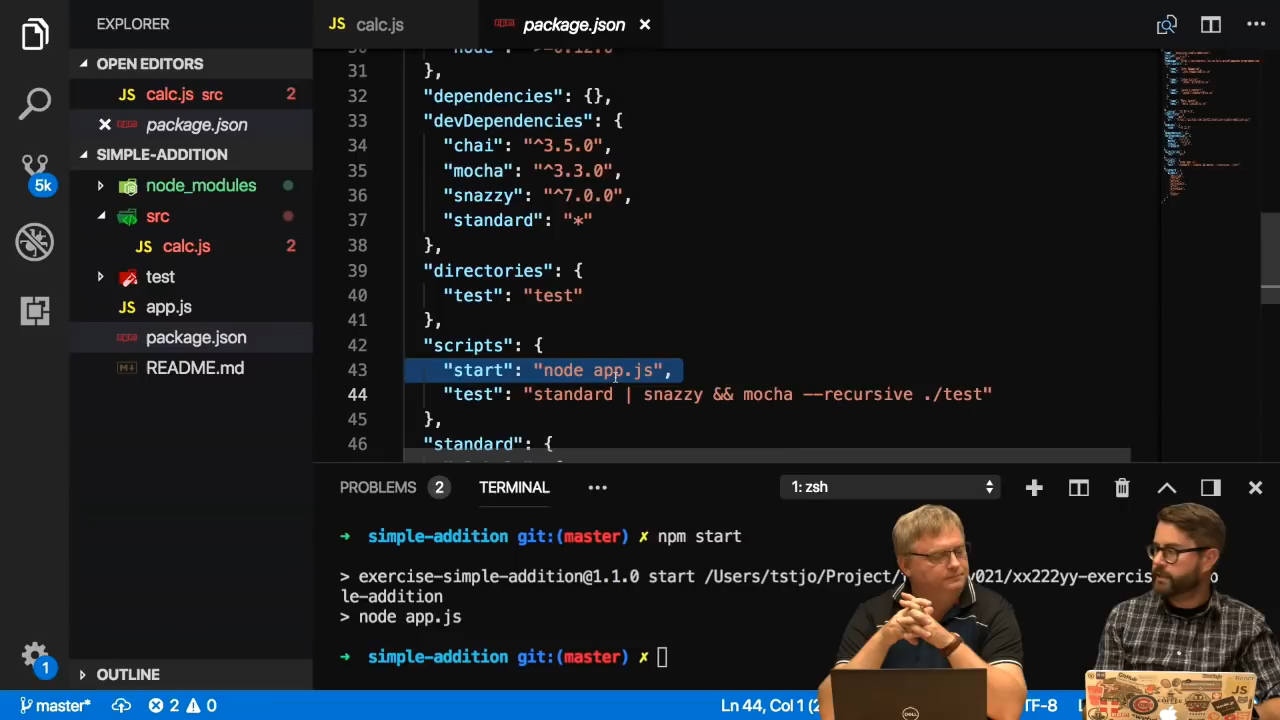 EXPLORER
JS calc.js
package.json
OPEN EDITORS
JS calc.js src 2
package.json
SIMPLE-ADDITION
node_modules
src
JS calc.js 2
test
JS app.js
package.json
README.md
OUTLINE
5k
1
31 },
32 "dependencies": {},
33 "devDependencies": {
34 "chai": "^3.5.0",
35 "mocha": "^3.3.0",
36 "snazzy": "^7.0.0",
37 "standard": "*"
38 },
39 "directories": {
40 "test": "test"
41 },
42 "scripts": {
43 "start": "node app.js",
44 "test": "standard | snazzy && mocha --recursive ./test"
45 },
46 "standard": {
PROBLEMS 2 TERMINAL ••• 1: zsh
➜ simple-addition git:(master) ✗ npm start
> exercise-simple-addition@1.1.0 start /Users/tstjo/Project/
le-addition
> node app.js
➜ simple-addition git:(master) ✗
master* 2 0 Ln 44, Col 1
DELL
JS